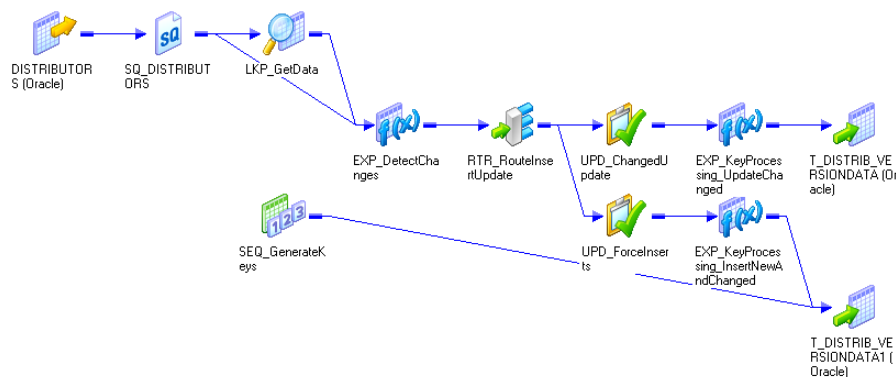 DISTRIBUTOR
S (Oracle)
SQ_DISTRIBUT
ORS
LKP_GetData
EXP_DetectCha
nges
RTR_RouteInse
rtUpdate
UPD_ChangedU
pdate
EXP_KeyProces
sing_UpdateCha
nged
T_DISTRIB_VE
RSIONDATA (Or
acle)
SEQ_GenerateK
eys
UPD_ForceInser
ts
EXP_KeyProces
sing_InsertNewA
ndChanged
T_DISTRIB_VE
RSIONDATA1 (
Oracle)